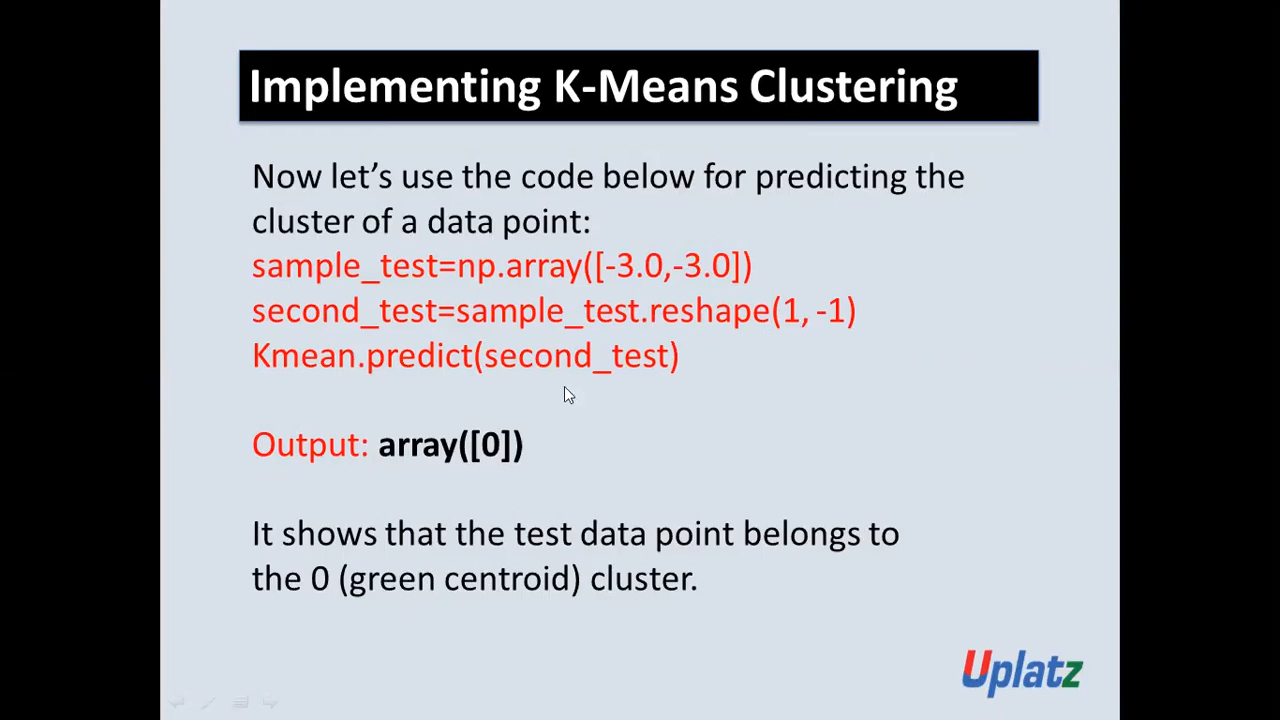 Implementing K-Means Clustering
Now let’s use the code below for predicting the
cluster of a data point:
sample_test=np.array([-3.0,-3.0])
second_test=sample_test.reshape(1, -1)
Kmean.predict(second_test)
Output: array([0])
It shows that the test data point belongs to
the 0 (green centroid) cluster.
Uplatz